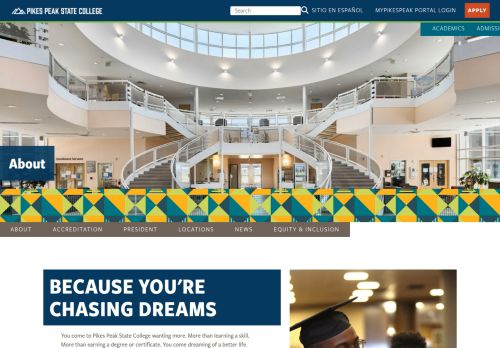 PIKES PEAK STATE COLLEGE
Search
SITIO EN ESPAÑOL
MYPIKESPEAK PORTAL LOGIN
APPLY
ACADEMICS
ADMISSI
About
ABOUT
ACCREDITATION
PRESIDENT
LOCATIONS
NEWS
EQUITY & INCLUSION
BECAUSE YOU'RE
CHASING DREAMS
You come to Pikes Peak State College wanting more. More than learning a skill.
More than earning a degree or certificate. You come dreaming of a better life.